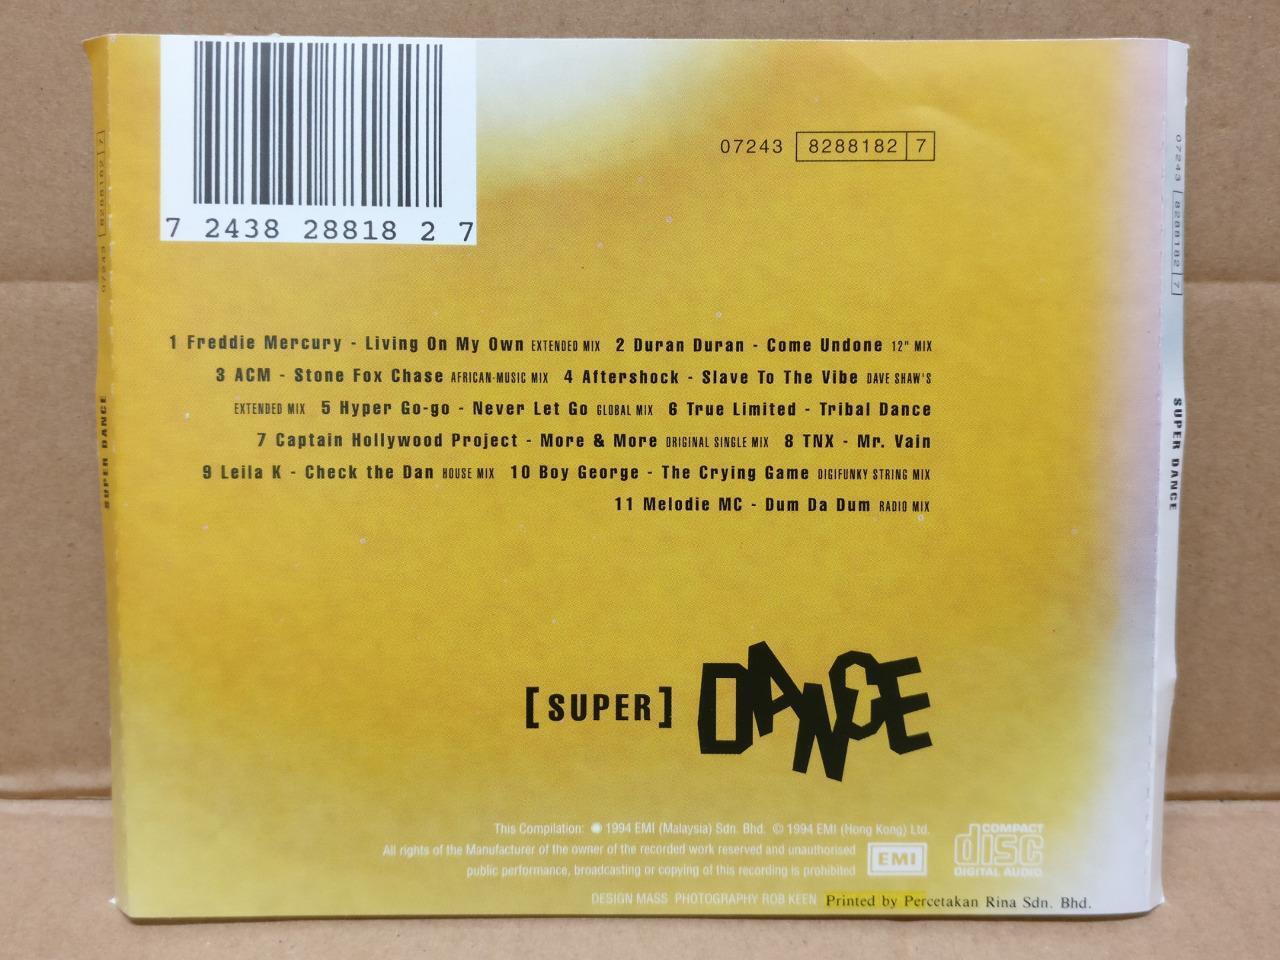 7 2438 28818 2 7
07243 8288182 7
1 Freddie Mercury - Living On My Own EXTENDED MIX 2 Duran Duran - Come Undone 12" MIX
3 ACM - Stone Fox Chase AFRICAN-MUSIC MIX 4 Aftershock - Slave To The Vibe DAVE SHAW'S
EXTENDED MIX 5 Hyper Go-go - Never Let Go GLOBAL MIX 6 True Limited - Tribal Dance
7 Captain Hollywood Project - More & More ORIGINAL SINGLE MIX 8 TNX - Mr. Vain
9 Leila K - Check the Dan HOUSE MIX 10 Boy George - The Crying Game DIGIFUNKY STRING MIX
11 Melodie MC - Dum Da Dum RADIO MIX
[SUPER] DANCE
This Compilation: ℗ 1994 EMI (Malaysia) Sdn. Bhd. © 1994 EMI (Hong Kong) Ltd.
All rights of the Manufacturer of the owner of the recorded work reserved and unauthorised
public performance, broadcasting or copying of this recording is prohibited
EMI
COMPACT
disc
DIGITAL AUDIO
DESIGN MASS PHOTOGRAPHY ROB KEEN Printed by Percetakan Rina Sdn. Bhd.
07243 8288182 7
SUPER DANCE
07243 8288182 7
SUPER DANCE